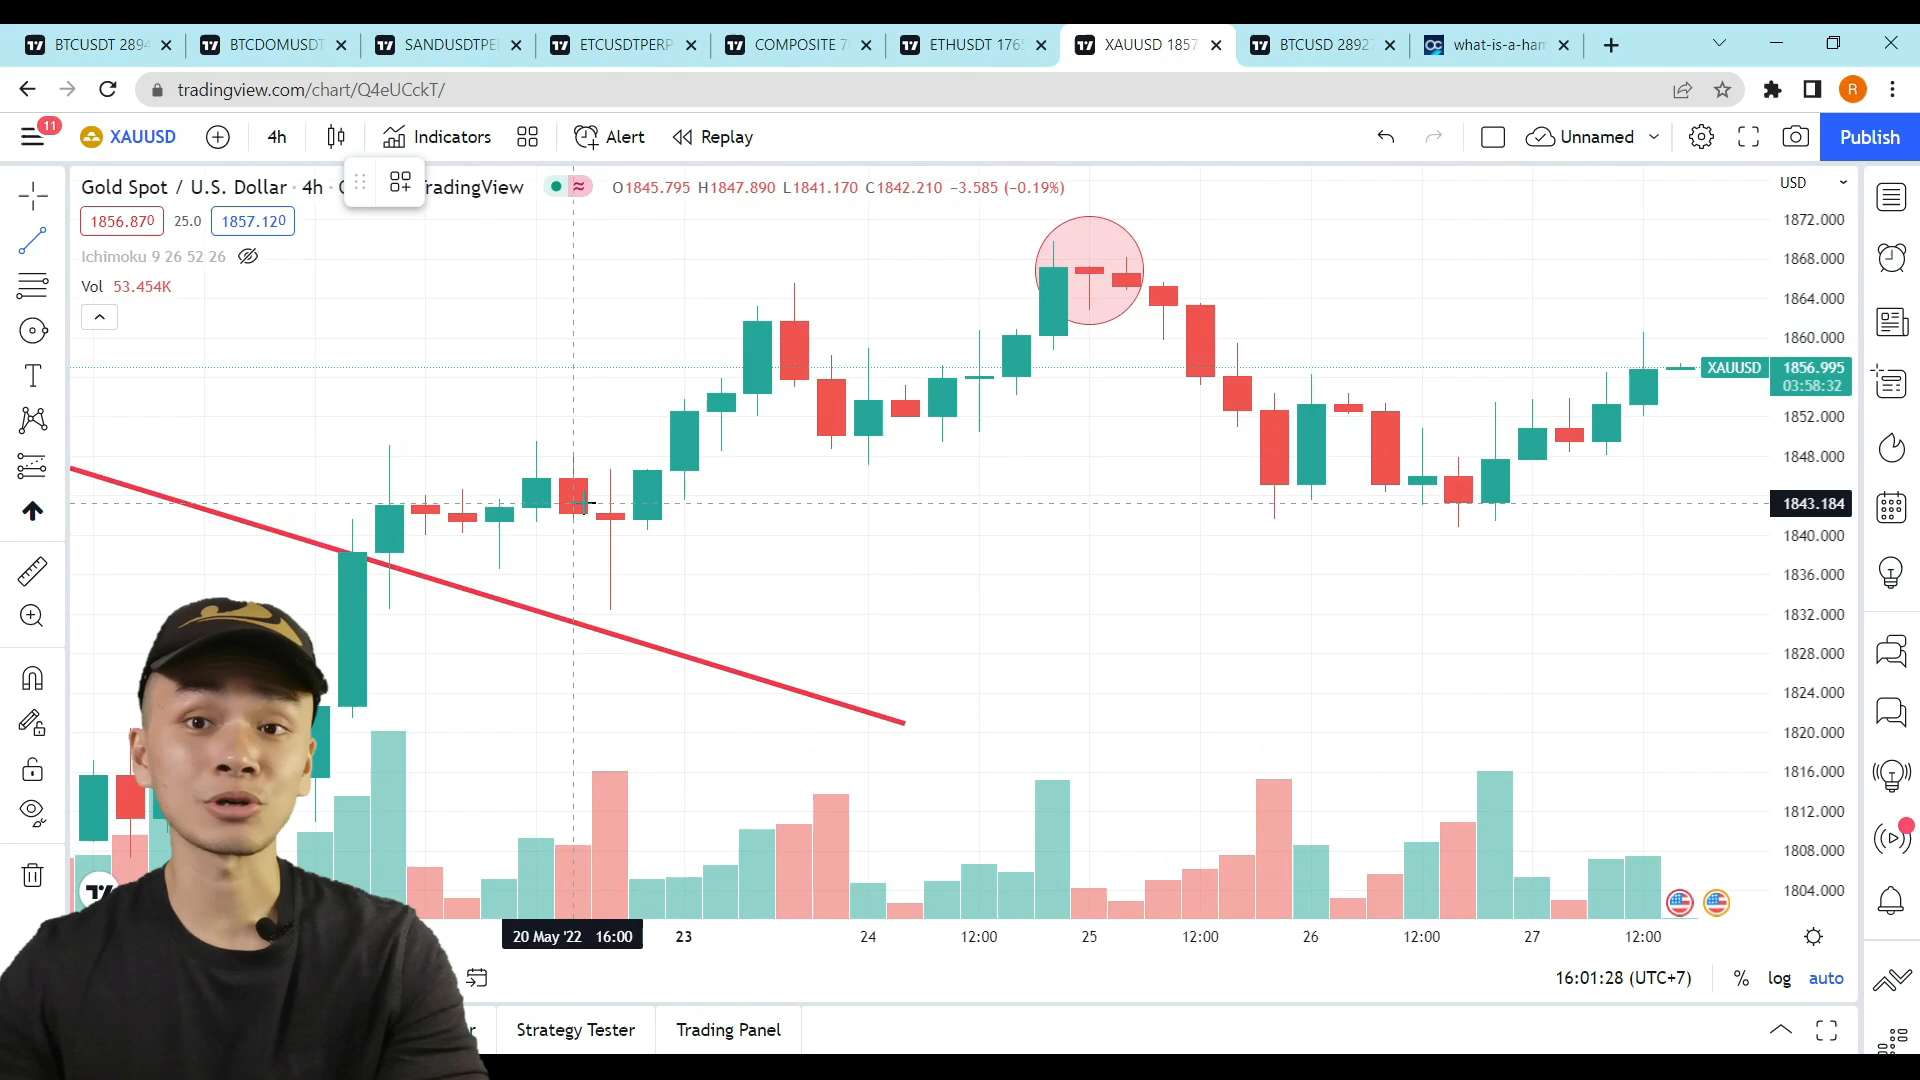 BTCUSDT 289
BTCDOMUSDT
SANDUSDTPE
ETCUSDTPERP
COMPOSITE 7
ETHUSDT 176
XAUUSD 1857
BTCUSD 2892
what-is-a-ham
tradingview.com/chart/Q4eUCckT/
R
11
XAUUSD
4h
Indicators
Alert
Replay
Unnamed
Publish
Gold Spot / U.S. Dollar · 4h ·
TradingView
O1845.795 H1847.890 L1841.170 C1842.210 −3.585 (−0.19%)
USD
1856.870 25.0 1857.120
Ichimoku 9 26 52 26
Vol 53.454K
1872.000
1868.000
1864.000
1860.000
XAUUSD 1856.995
03:58:32
1852.000
1848.000
1843.184
1840.000
1836.000
1832.000
1828.000
1824.000
1820.000
1816.000
1812.000
1808.000
1804.000
20 May '22 16:00
23
24
12:00
25
12:00
26
12:00
27
12:00
16:01:28 (UTC+7)
%
log
auto
Strategy Tester
Trading Panel